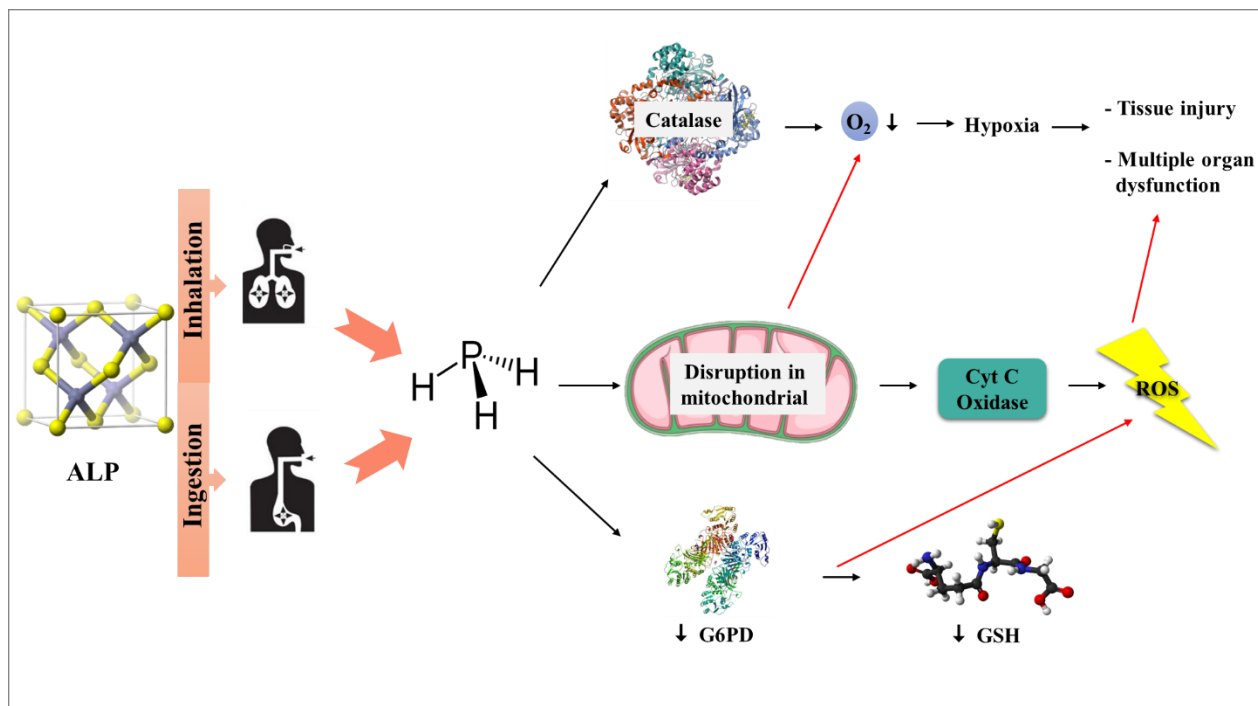 Catalase
O₂ ↓
Hypoxia
- Tissue injury
- Multiple organ
dysfunction
Inhalation
Ingestion
ALP
P
H
H
H
Disruption in
mitochondrial
Cyt C
Oxidase
ROS
↓ G6PD
↓ GSH